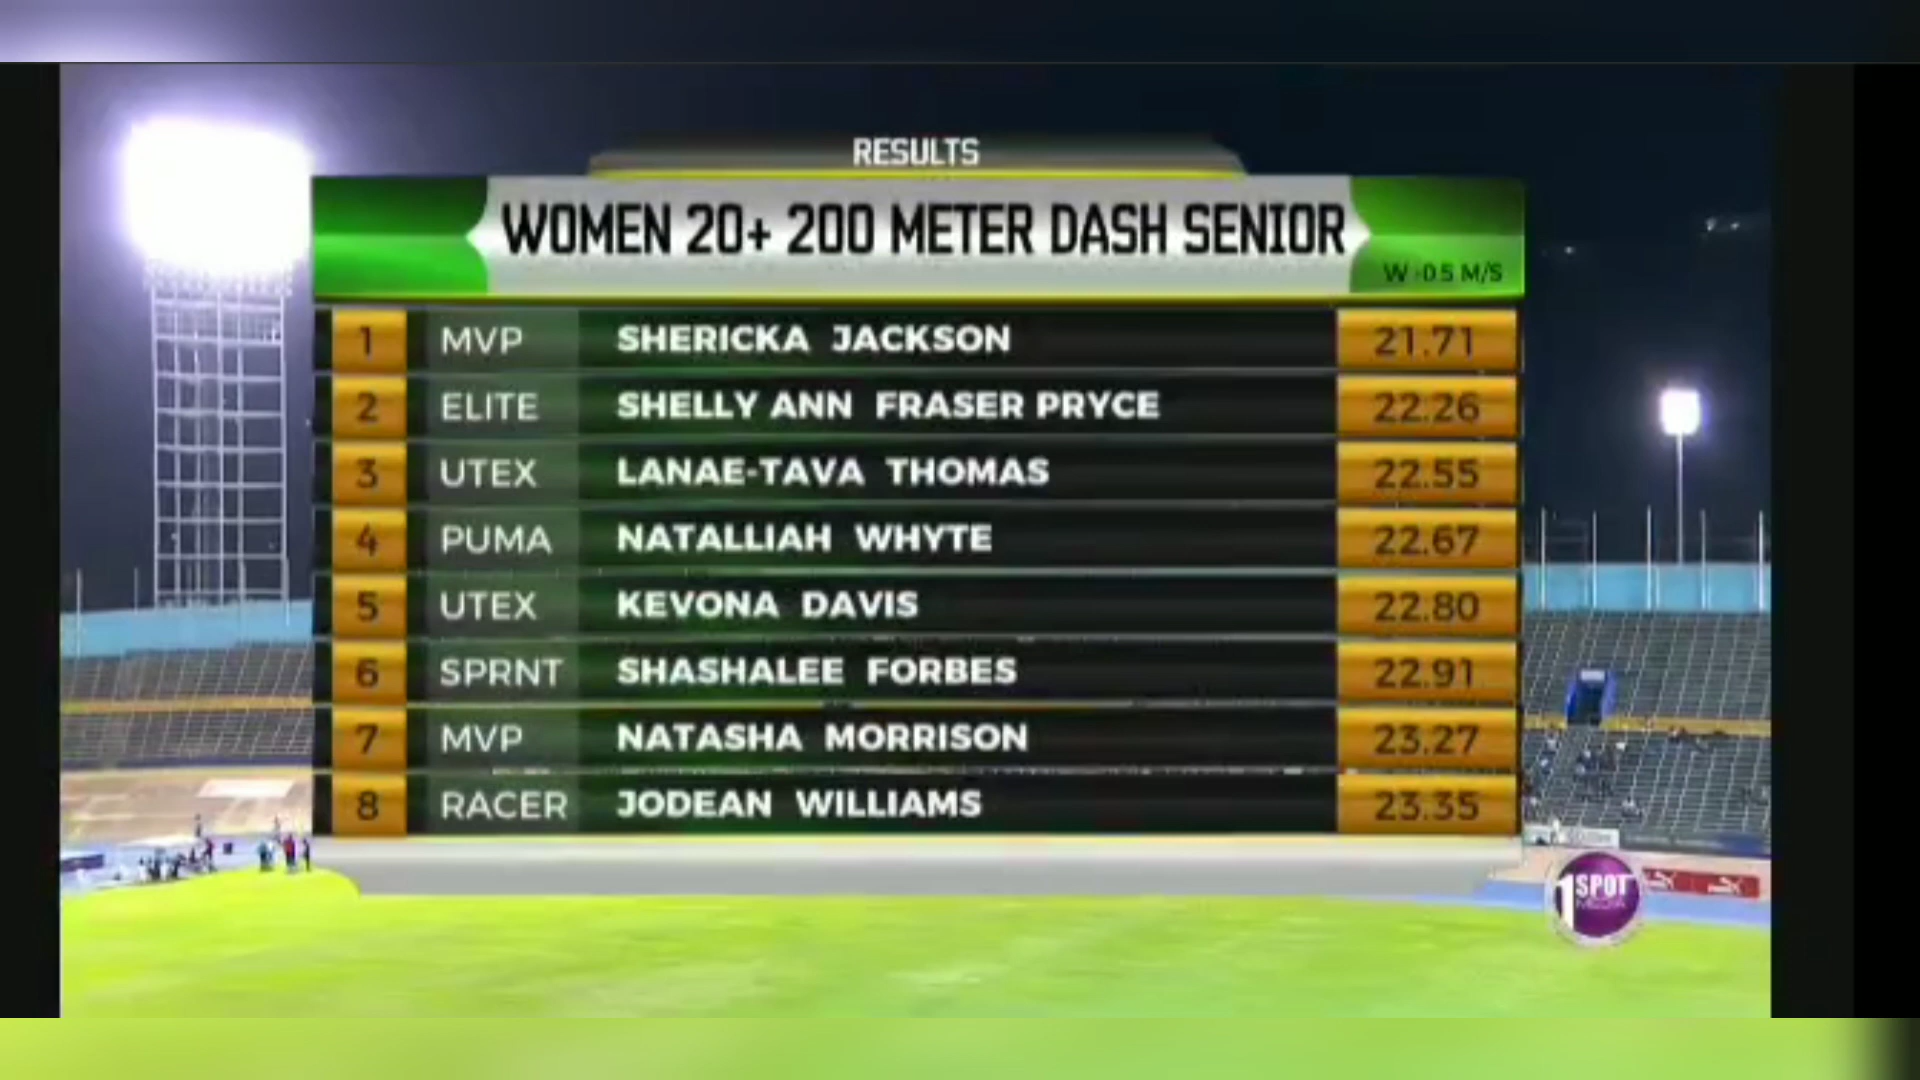 RESULTS
WOMEN 20+ 200 METER DASH SENIOR
W -0.5 M/S
1 MVP SHERICKA JACKSON 21.71
2 ELITE SHELLY ANN FRASER PRYCE 22.26
3 UTEX LANAE-TAVA THOMAS 22.55
4 PUMA NATALLIAH WHYTE 22.67
5 UTEX KEVONA DAVIS 22.80
6 SPRNT SHASHALEE FORBES 22.91
7 MVP NATASHA MORRISON 23.27
8 RACER JODEAN WILLIAMS 23.35
1SPOT
MEDIA